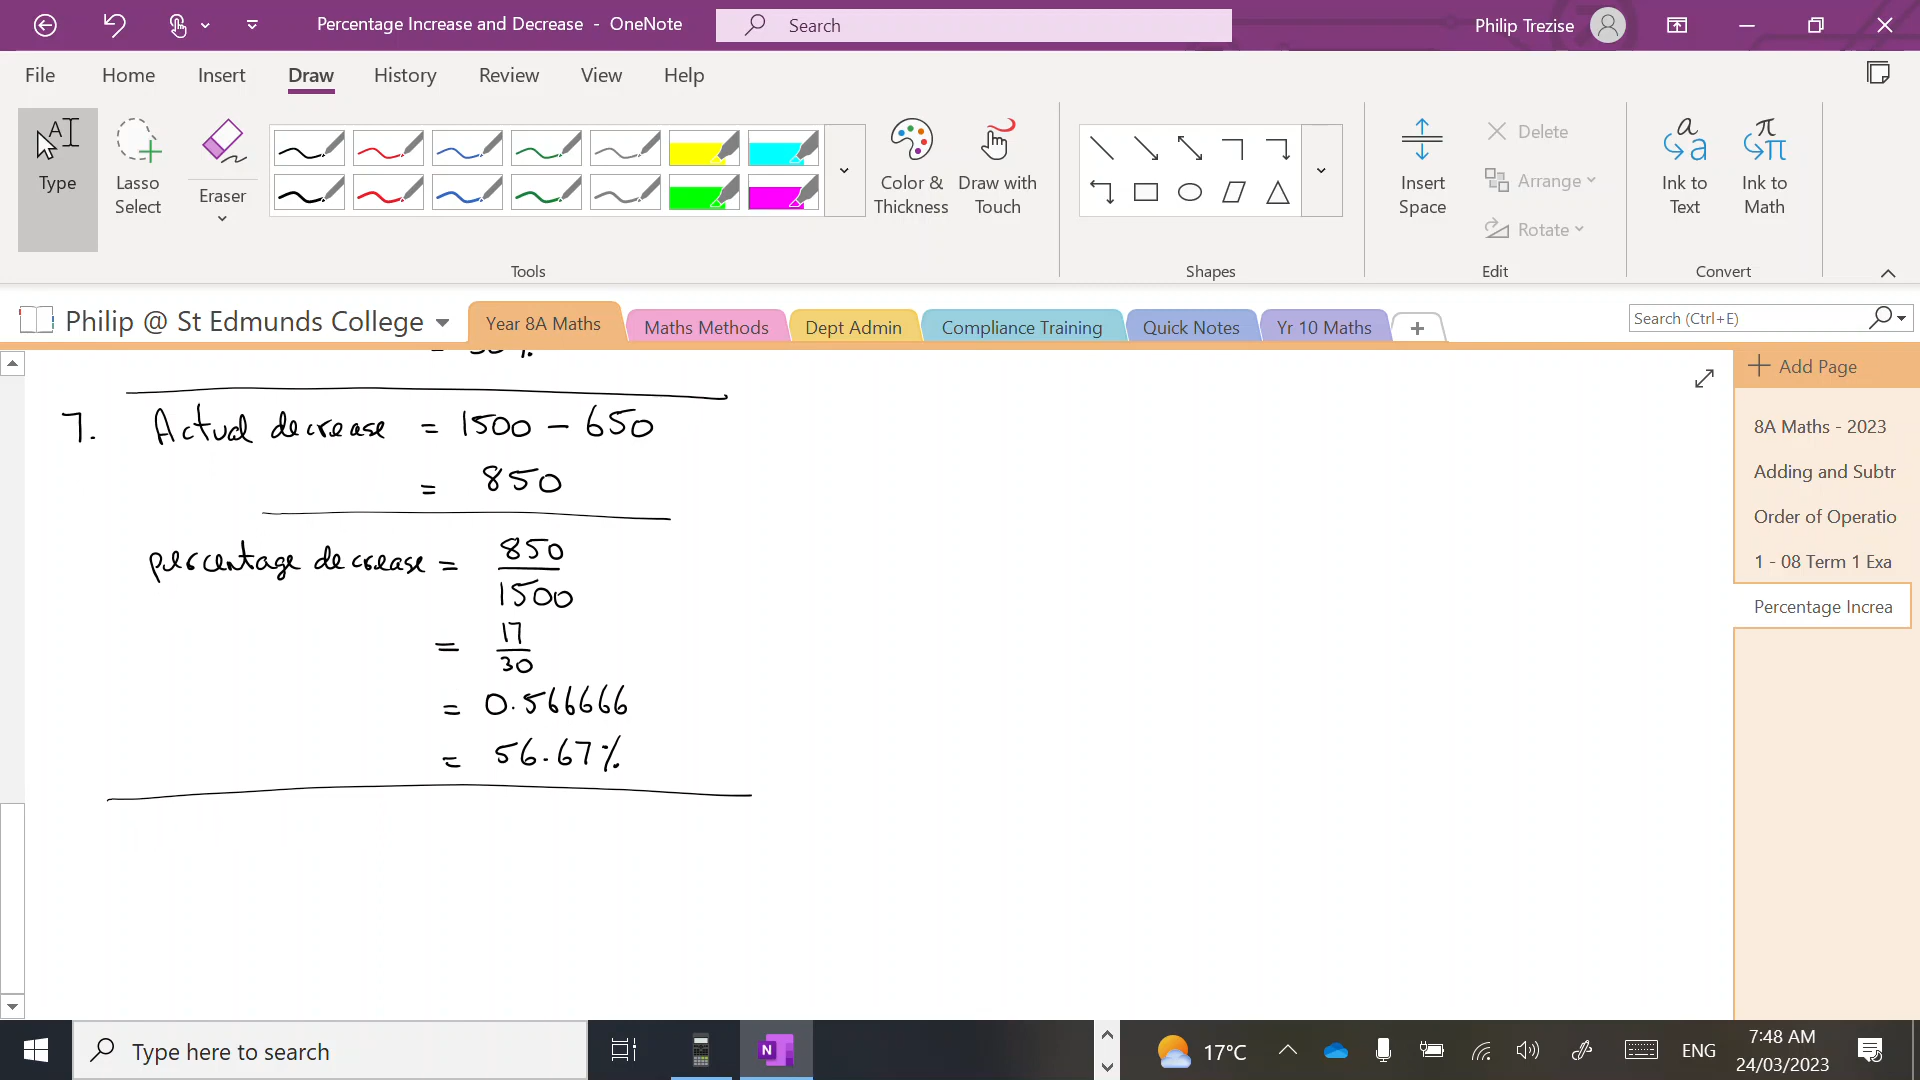 Percentage Increase and Decrease - OneNote
Search
Philip Trezise
File Home Insert Draw History Review View Help
Type
Lasso Select
Eraser
Color & Thickness
Draw with Touch
Insert Space
Delete
Arrange
Rotate
Ink to Text
Ink to Math
Tools
Shapes
Edit
Convert
Philip @ St Edmunds College
Year 8A Maths
Maths Methods
Dept Admin
Compliance Training
Quick Notes
Yr 10 Maths
Search (Ctrl+E)
Add Page
8A Maths - 2023
Adding and Subtr
Order of Operatio
1 - 08 Term 1 Exa
Percentage Increa
7. Actual decrease = 1500 - 650
= 850
percentage decrease = 850/1500
= 17/30
= 0.566666
= 56.67%
Type here to search
17°C
ENG
7:48 AM
24/03/2023